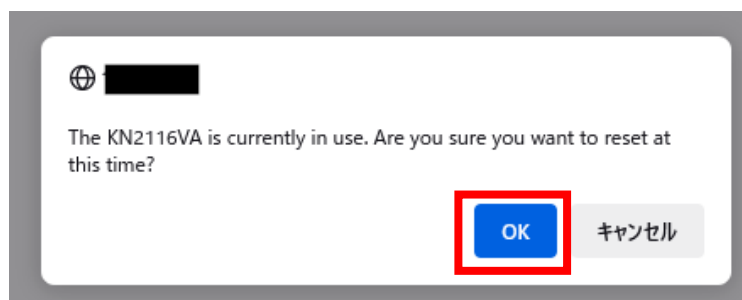 The KN2116VA is currently in use. Are you sure you want to reset at
this time?
OK
キャンセル